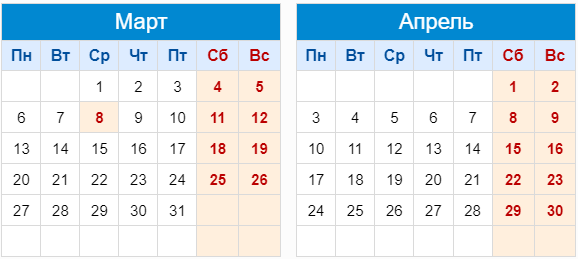 Март
Пн Вт Ср Чт Пт Сб Вс
1 2 3 4 5
6 7 8 9 10 11 12
13 14 15 16 17 18 19
20 21 22 23 24 25 26
27 28 29 30 31
Апрель
Пн Вт Ср Чт Пт Сб Вс
1 2
3 4 5 6 7 8 9
10 11 12 13 14 15 16
17 18 19 20 21 22 23
24 25 26 27 28 29 30